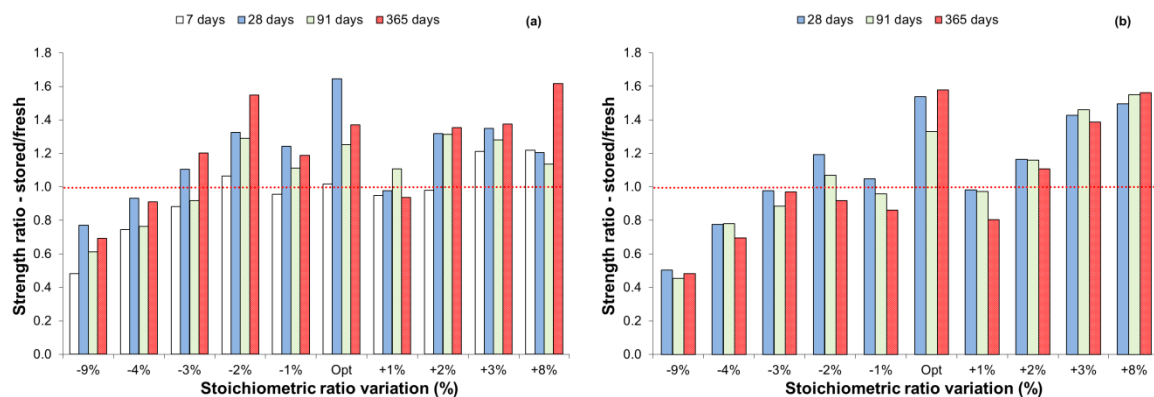 7 days 28 days 91 days 365 days (a)
Strength ratio - stored/fresh
1.8
1.6
1.4
1.2
1.0
0.8
0.6
0.4
0.2
0.0
-9% -4% -3% -2% -1% Opt +1% +2% +3% +8%
Stoichiometric ratio variation (%)
28 days 91 days 365 days (b)
Strength ratio - stored/fresh
1.8
1.6
1.4
1.2
1.0
0.8
0.6
0.4
0.2
0.0
-9% -4% -3% -2% -1% Opt +1% +2% +3% +8%
Stoichiometric ratio variation (%)